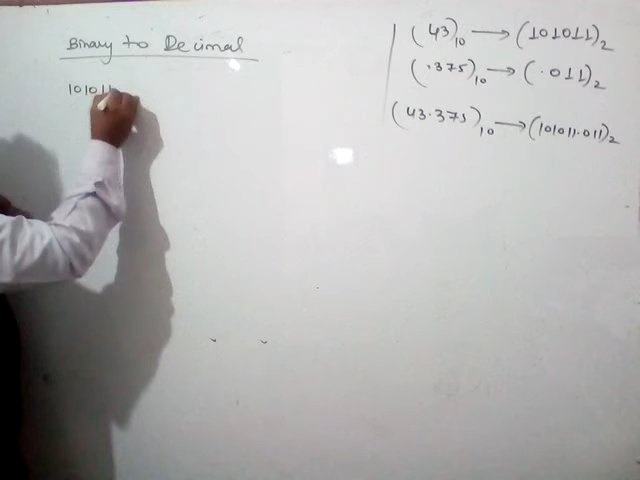 Binary to Decimal
10101
(43)10 → (101011)2
(.375)10 → (.011)2
(43.375)10 → (101011.011)2